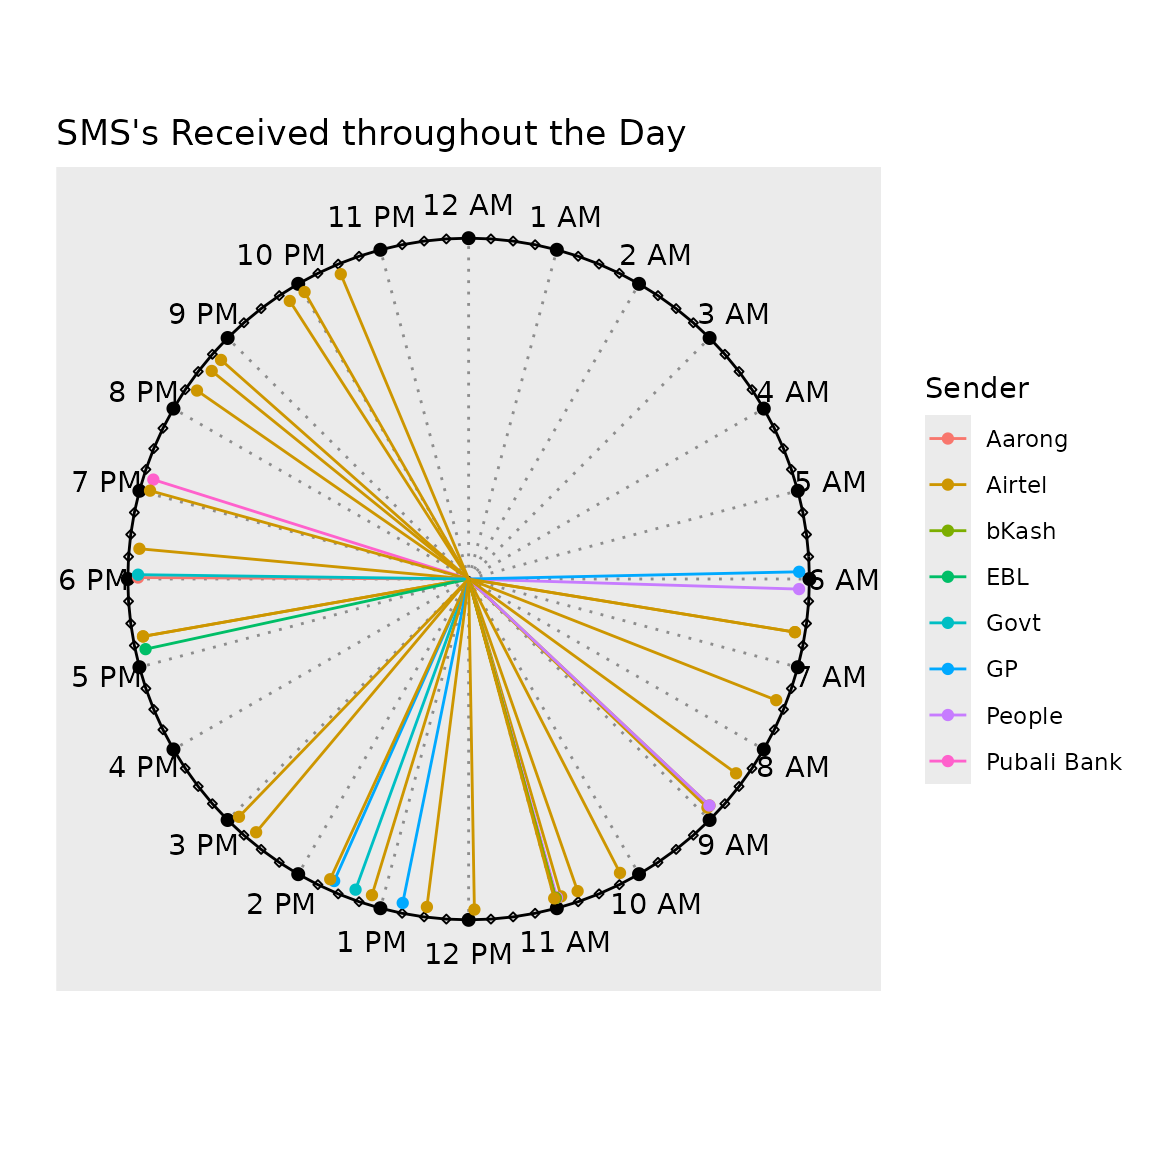 SMS's Received throughout the Day
12 AM
1 AM
2 AM
3 AM
4 AM
5 AM
6 AM
7 AM
8 AM
9 AM
10 AM
11 AM
12 PM
1 PM
2 PM
3 PM
4 PM
5 PM
6 PM
7 PM
8 PM
9 PM
10 PM
11 PM
Sender
Aarong
Airtel
bKash
EBL
Govt
GP
People
Pubali Bank